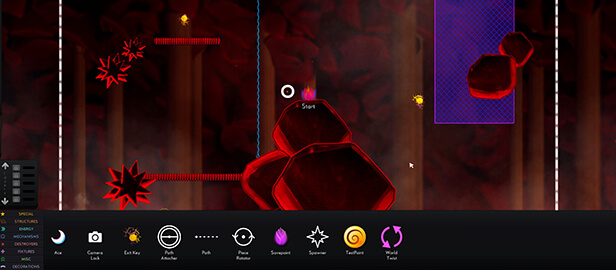 Start
SPECIAL
STRUCTURES
ENERGY
MECHANISMS
DESTROYERS
FIXTURES
MISC
DECORATIONS
Ace
Camera
Lock
Exit Key
Path
Attacher
Path
Piece
Rotator
Savepoint
Spawner
TestPoint
World
Twist